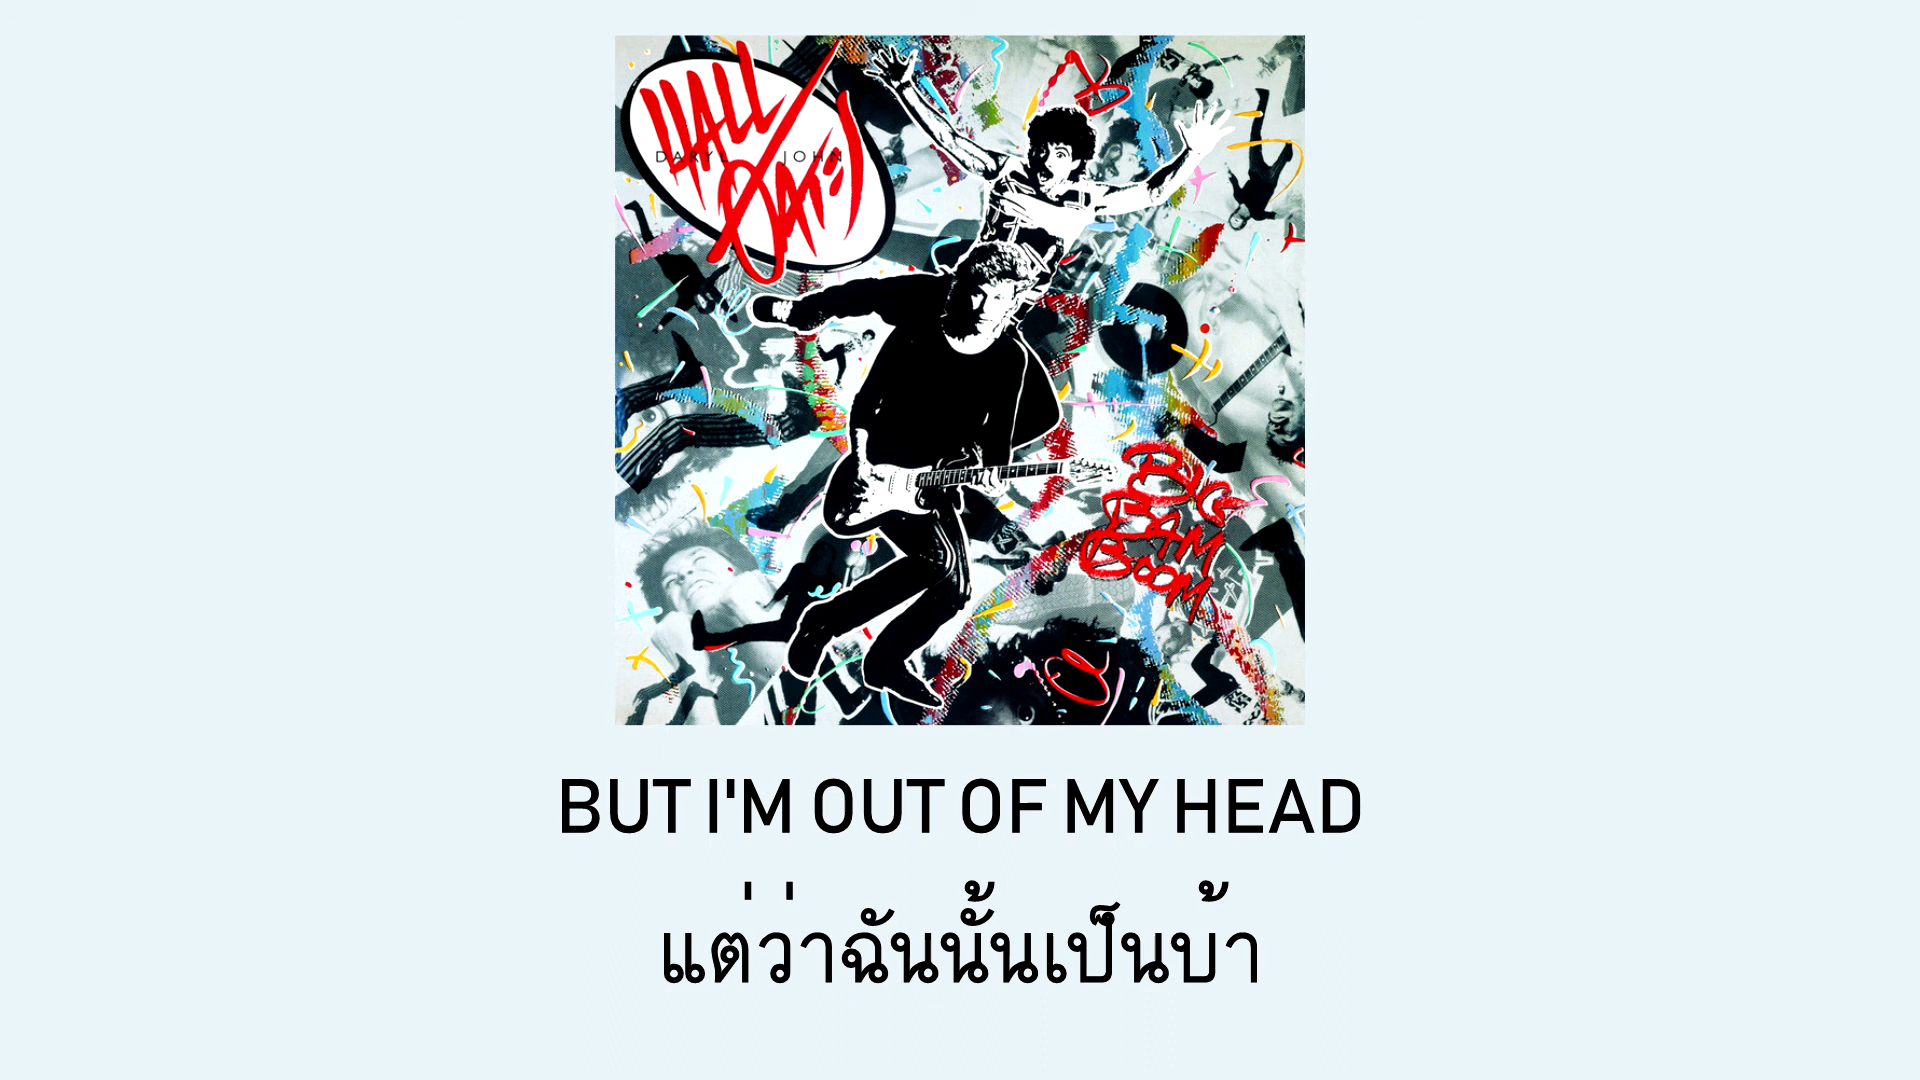 HALL
DARYL JOHN
OATES
BIG
BAM
BOOM
BUT I'M OUT OF MY HEAD
แต่ว่าฉันนั้นเป็นบ้า